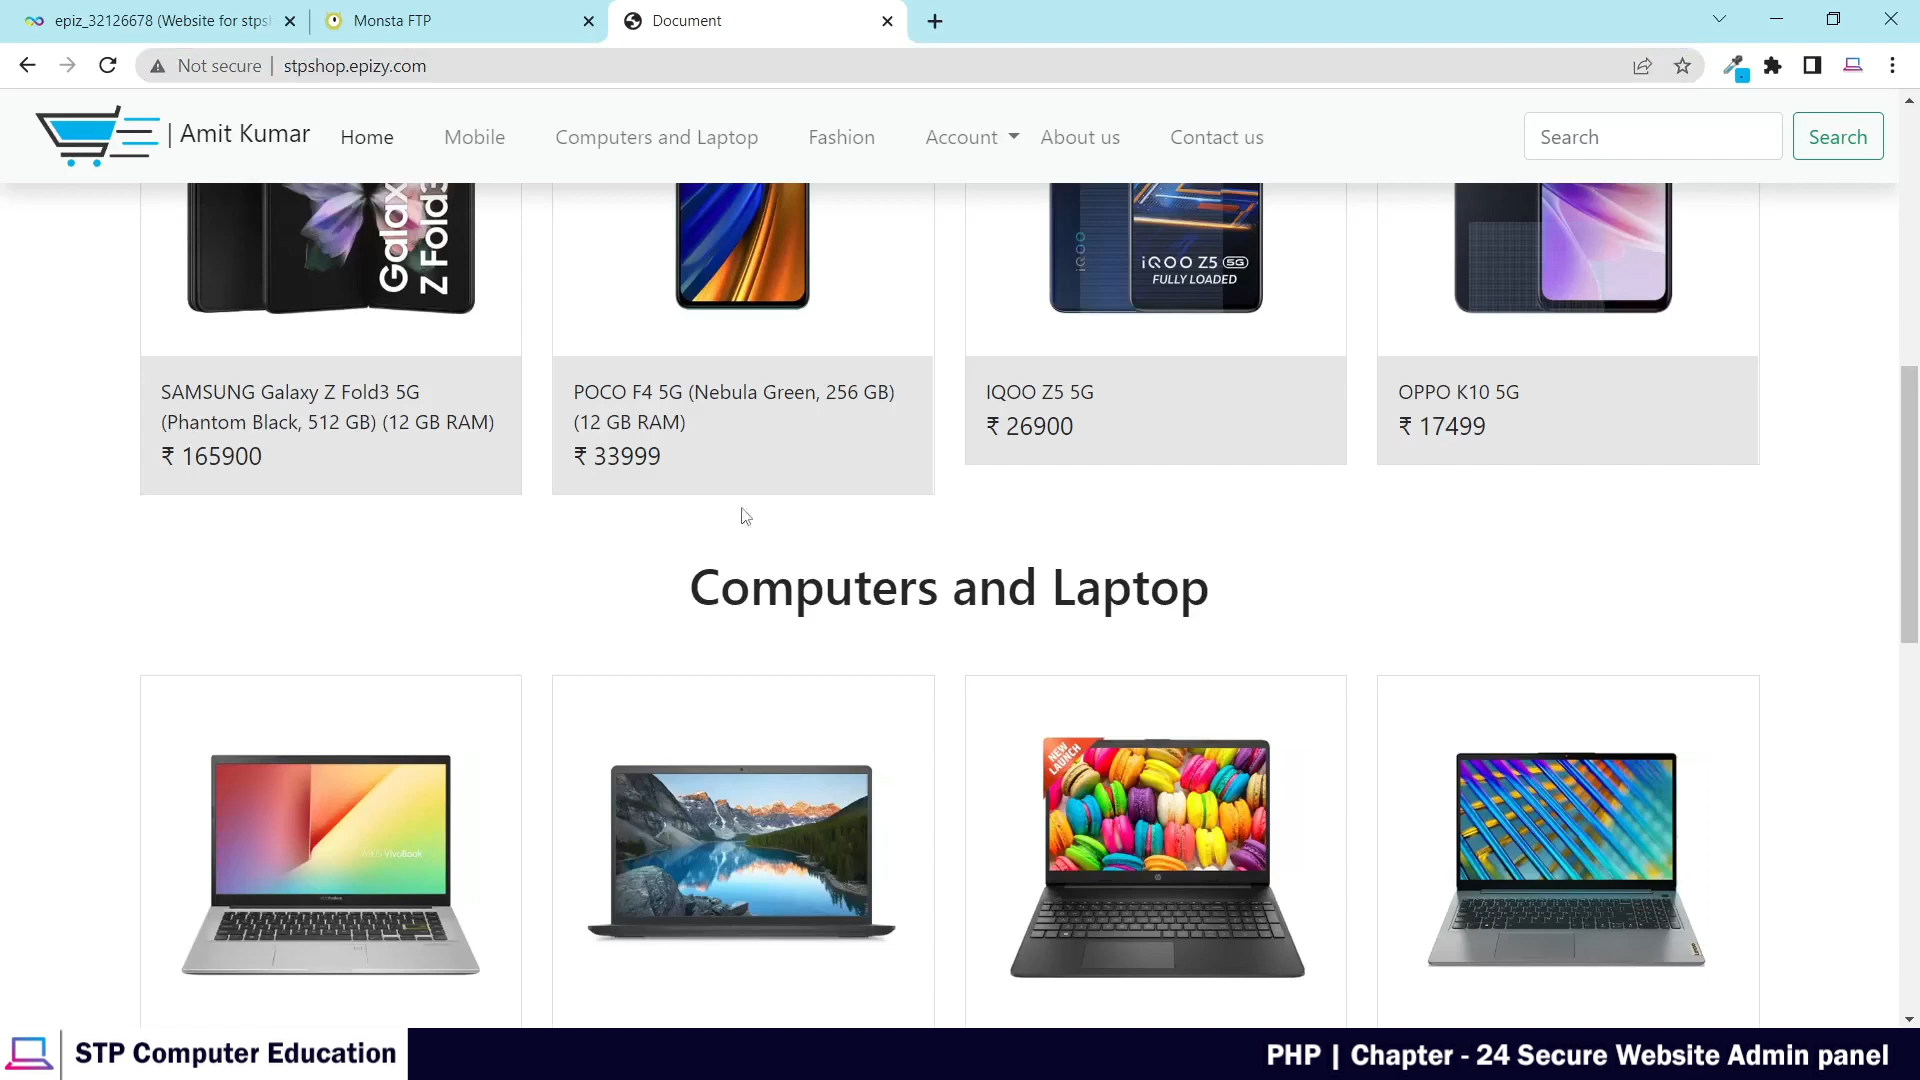 epiz_32126678 (Website for stps
Monsta FTP
Document
Not secure
stpshop.epizy.com
| Amit Kumar
Home
Mobile
Computers and Laptop
Fashion
Account
About us
Contact us
Search
Search
Galaxy
Z Fold3
iQOO
iQOO Z5 5G
FULLY LOADED
SAMSUNG Galaxy Z Fold3 5G
(Phantom Black, 512 GB) (12 GB RAM)
₹ 165900
POCO F4 5G (Nebula Green, 256 GB)
(12 GB RAM)
₹ 33999
IQOO Z5 5G
₹ 26900
OPPO K10 5G
₹ 17499
Computers and Laptop
VivoBook
NEW
LAUNCH
STP Computer Education
PHP | Chapter - 24 Secure Website Admin panel